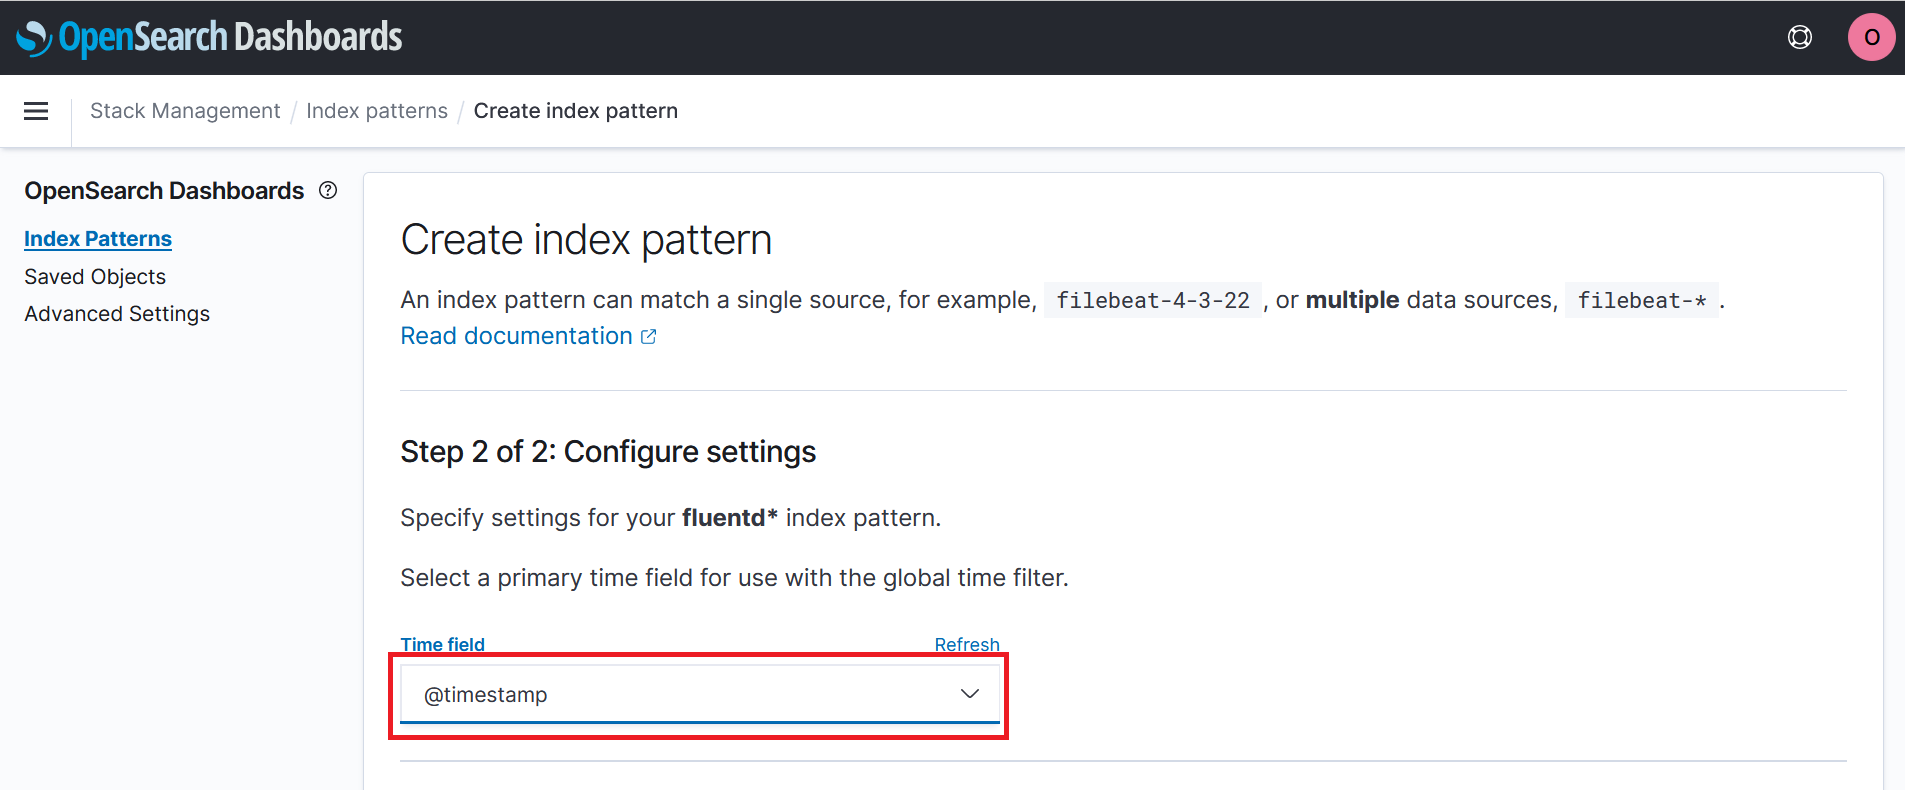 OpenSearch Dashboards
O
Stack Management / Index patterns / Create index pattern
OpenSearch Dashboards ?
Index Patterns
Saved Objects
Advanced Settings
Create index pattern
An index pattern can match a single source, for example, filebeat-4-3-22 , or multiple data sources, filebeat-* .
Read documentation
Step 2 of 2: Configure settings
Specify settings for your fluentd* index pattern.
Select a primary time field for use with the global time filter.
Time field Refresh
@timestamp